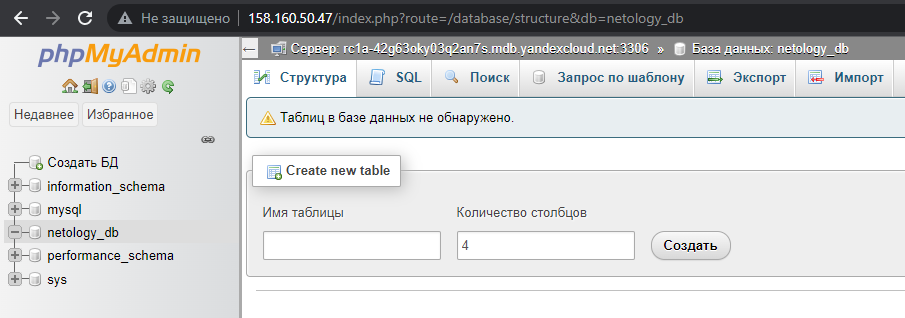 Не защищено 158.160.50.47/index.php?route=/database/structure&db=netology_db
phpMyAdmin
Недавнее Избранное
Создать БД
information_schema
mysql
netology_db
performance_schema
sys
Сервер: rc1a-42g63oky03q2an7s.mdb.yandexcloud.net:3306 » База данных: netology_db
Структура SQL Поиск Запрос по шаблону Экспорт Импорт
Таблиц в базе данных не обнаружено.
Create new table
Имя таблицы Количество столбцов
4 Создать